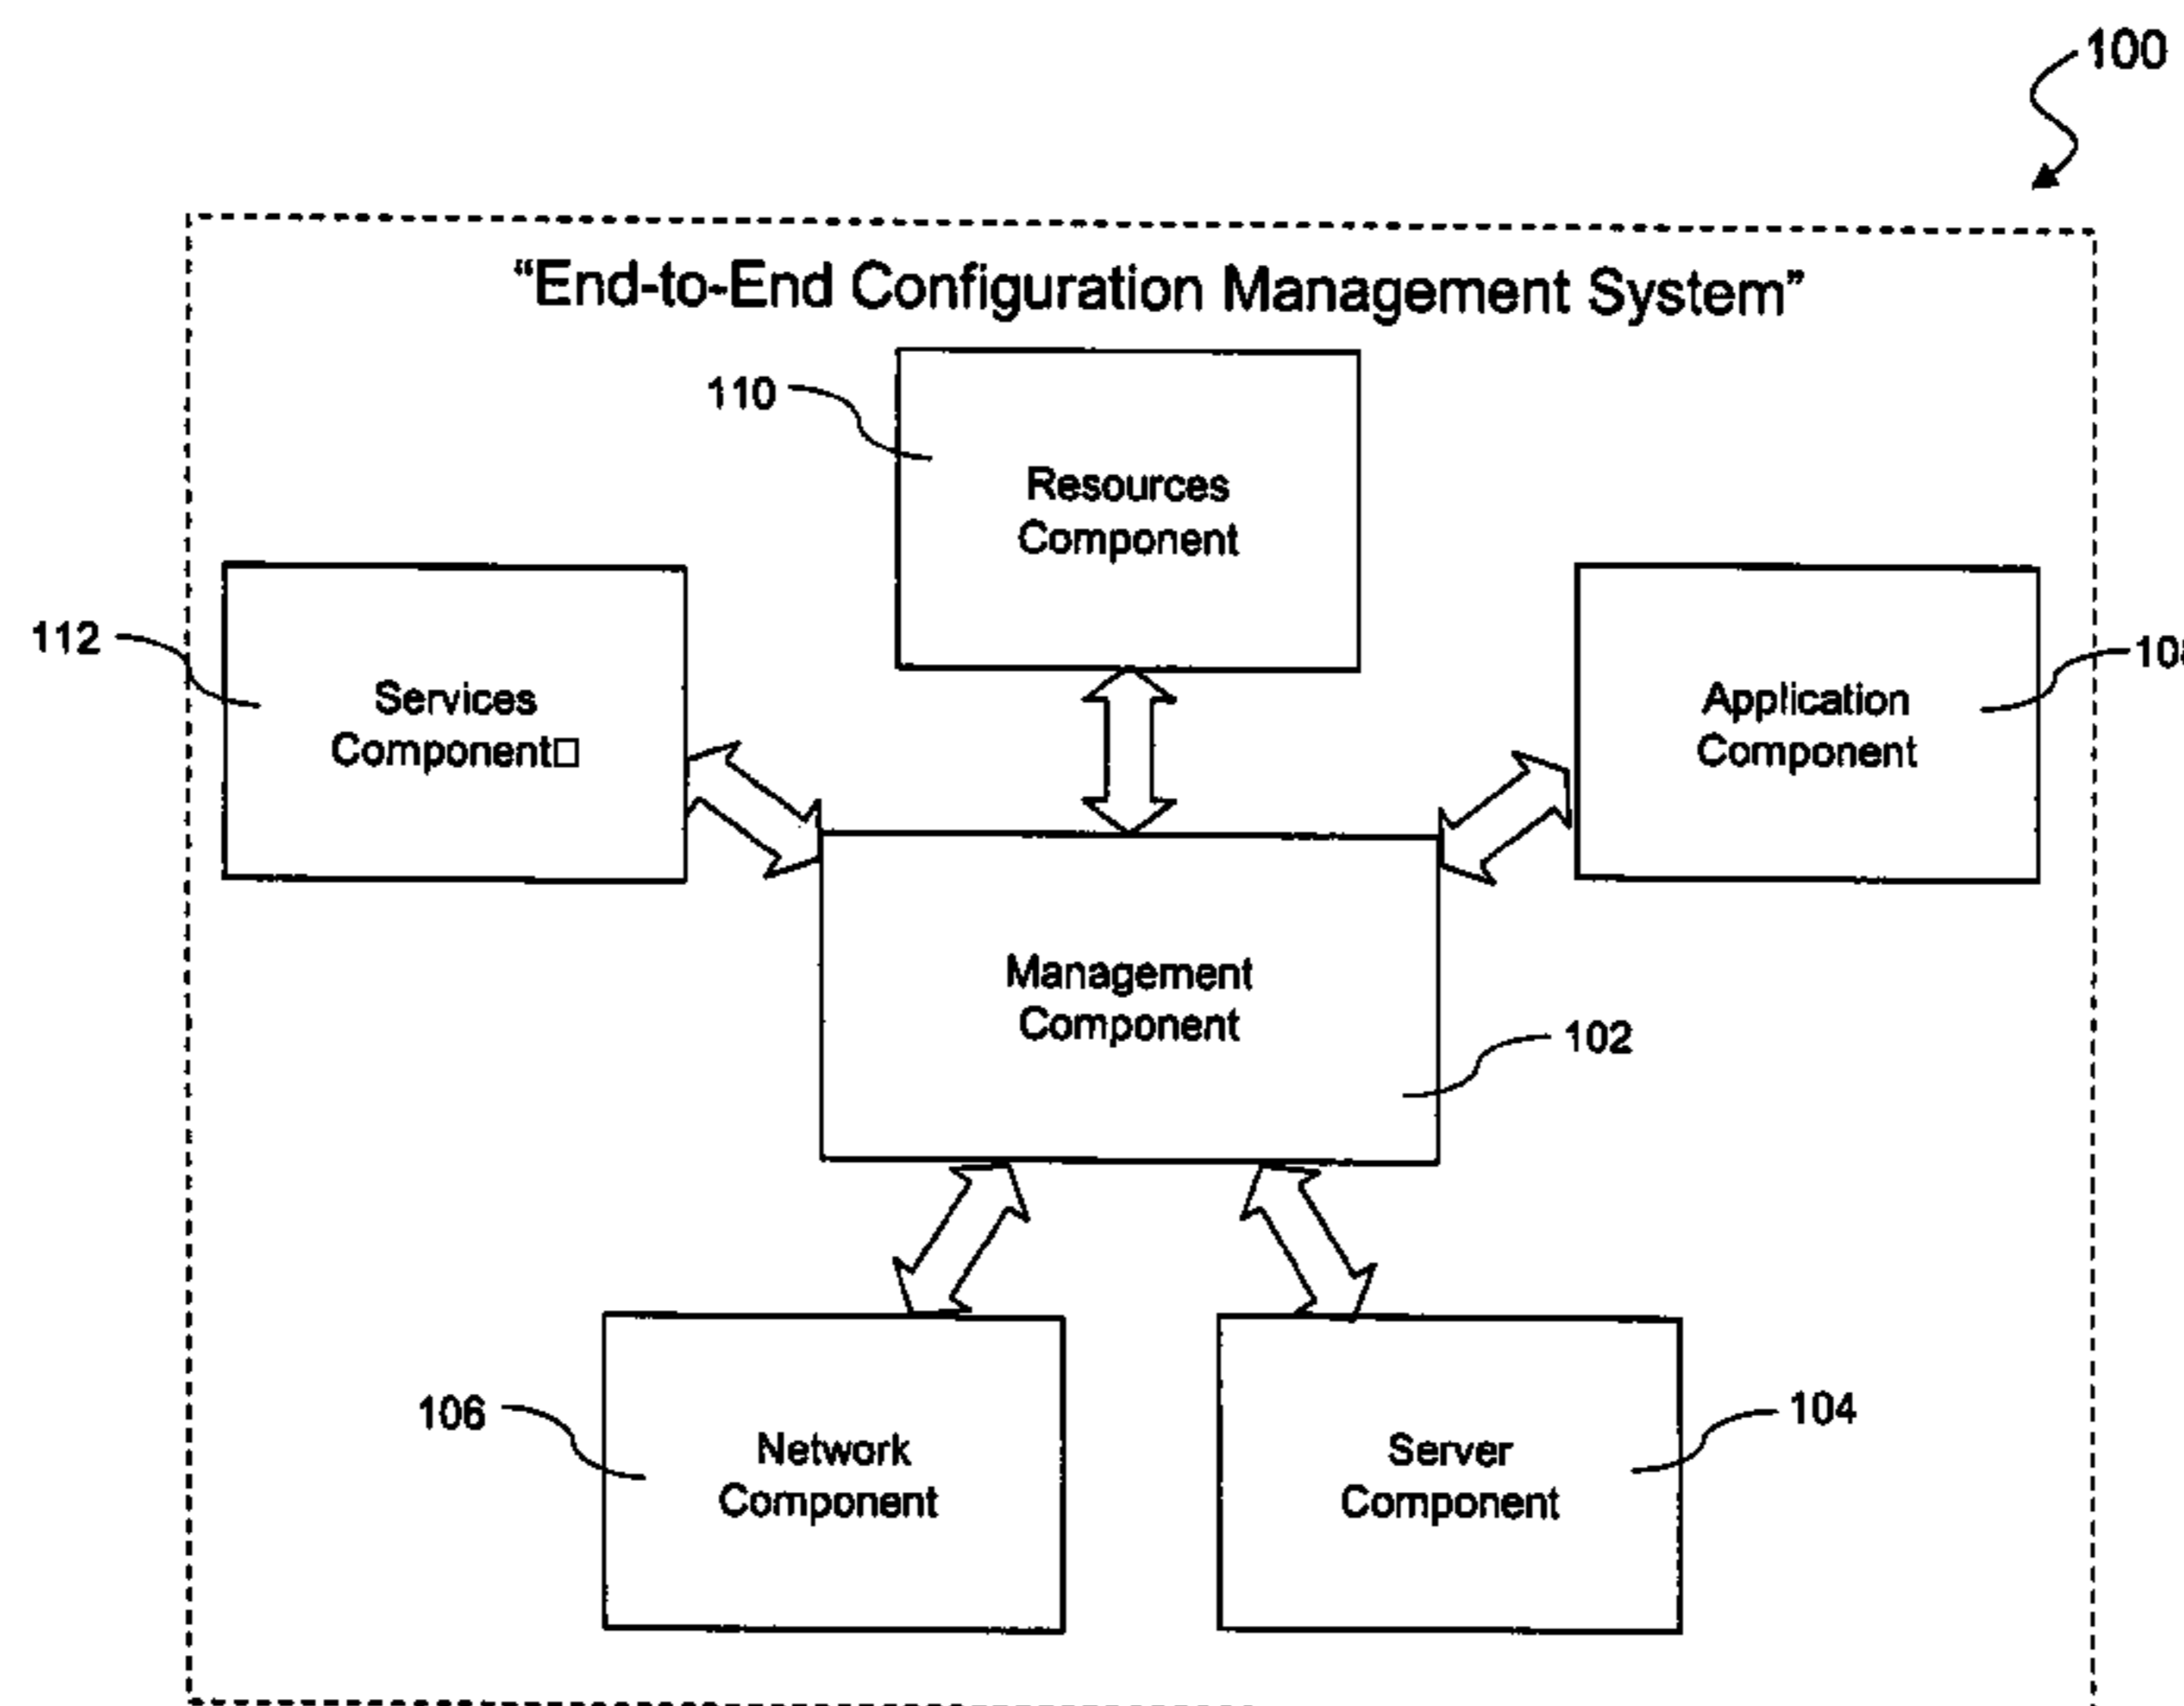 100
“End-to-End Configuration Management System”
110
Resources
Component
112
Services
Component□
Application
Component
Management
Component
102
106
Network
Component
Server
Component
104